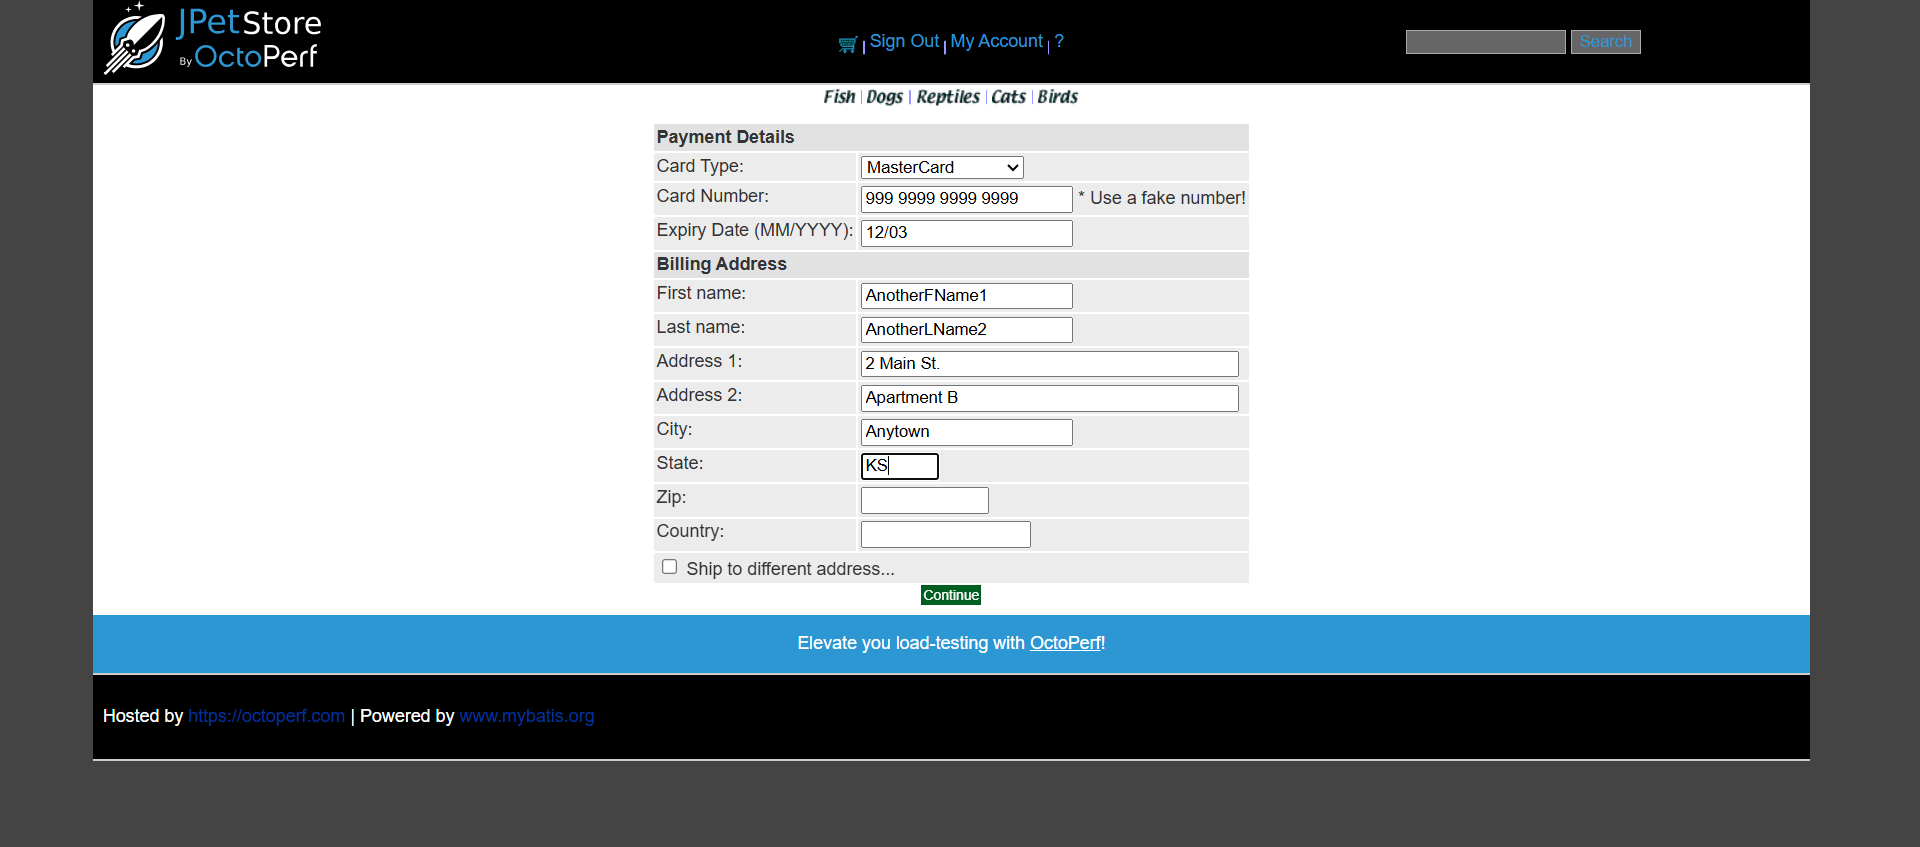 JPetStore
By OctoPerf
| Sign Out | My Account | ?
Search
Fish | Dogs | Reptiles | Cats | Birds
Payment Details
Card Type: MasterCard
Card Number: 999 9999 9999 9999 * Use a fake number!
Expiry Date (MM/YYYY): 12/03
Billing Address
First name: AnotherFName1
Last name: AnotherLName2
Address 1: 2 Main St.
Address 2: Apartment B
City: Anytown
State: KS
Zip:
Country:
Ship to different address...
Continue
Elevate you load-testing with OctoPerf!
Hosted by https://octoperf.com | Powered by www.mybatis.org